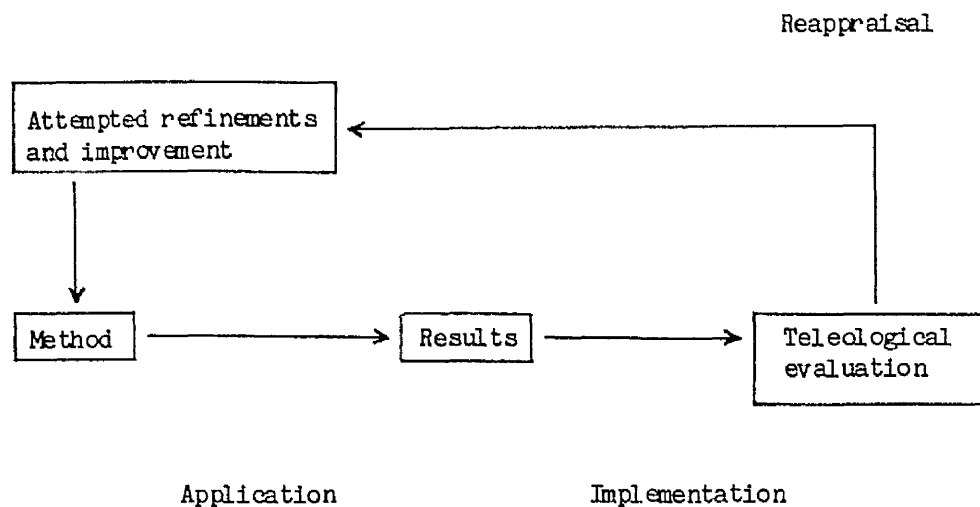 Reappraisal
Attempted refinements
and improvement
Method
Results
Teleological
evaluation
Application
Implementation